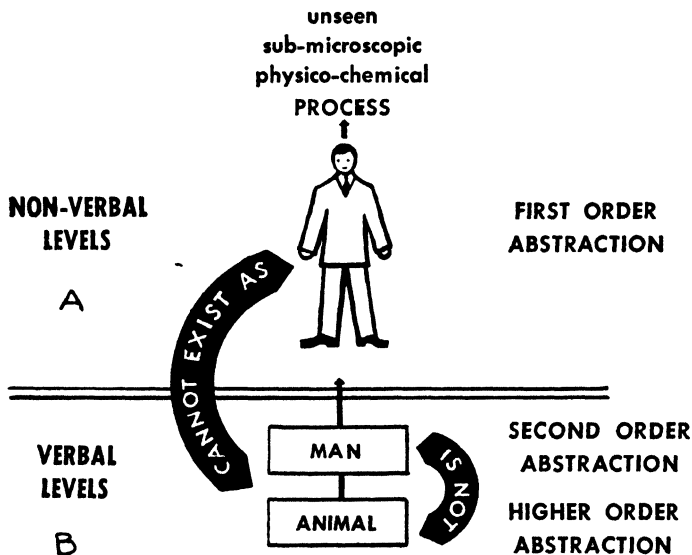 unseen
sub-microscopic
physico-chemical
PROCESS
NON-VERBAL
LEVELS
A
FIRST ORDER
ABSTRACTION
CANNOT EXIST AS
VERBAL
LEVELS
B
MAN
ANIMAL
IS NOT
SECOND ORDER
ABSTRACTION
HIGHER ORDER
ABSTRACTION